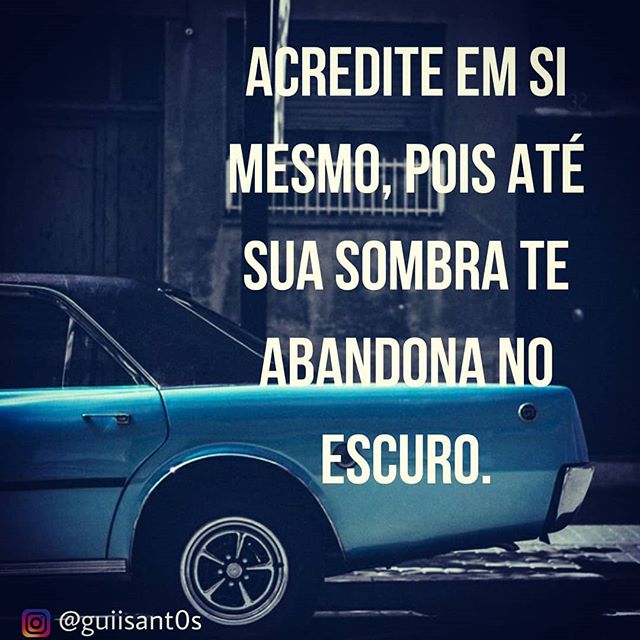 ACREDITE EM SI
MESMO, POIS ATÉ
SUA SOMBRA TE
ABANDONA NO
ESCURO.
@guiisant0s